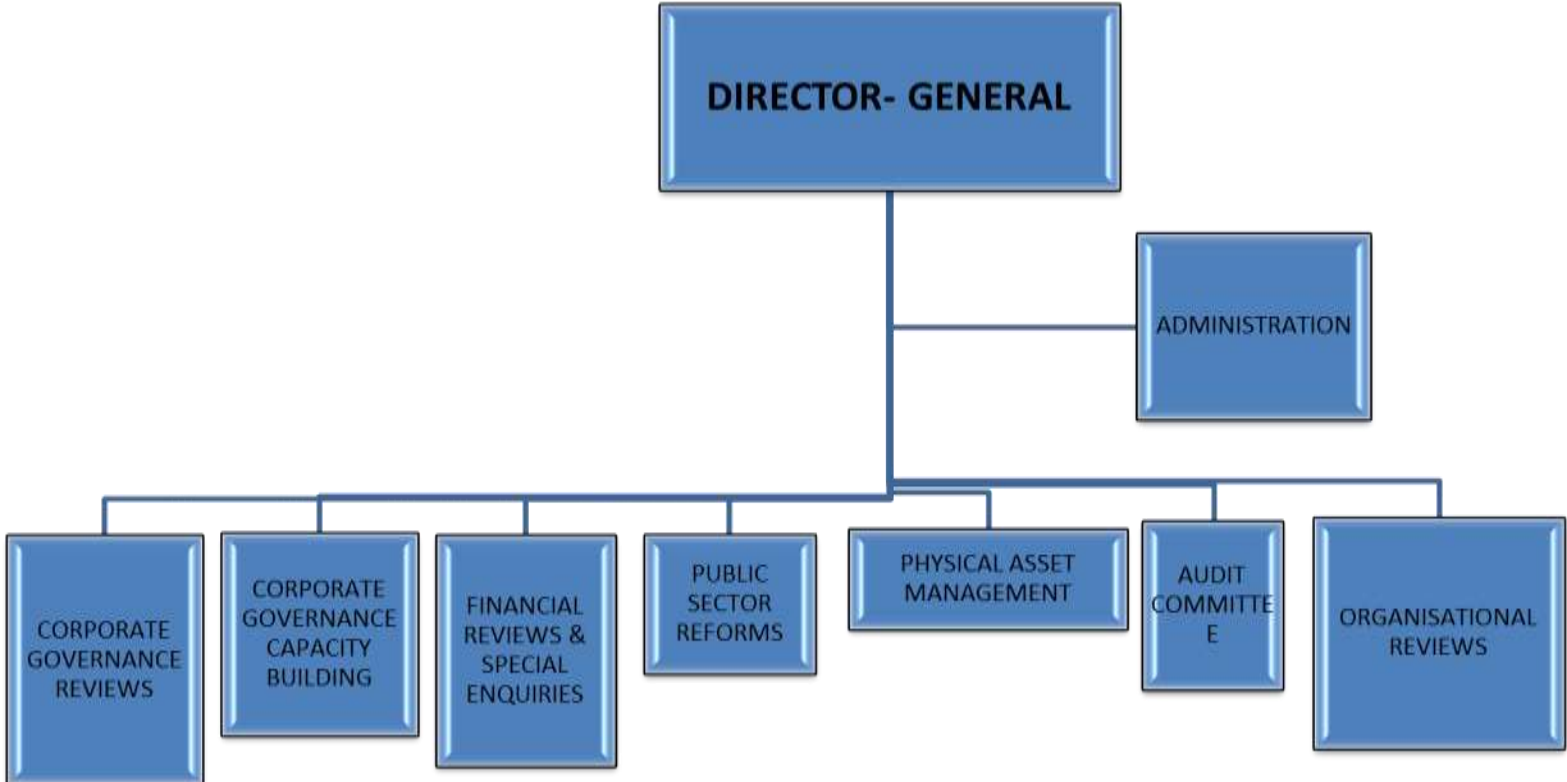 DIRECTOR- GENERAL
ADMINISTRATION
CORPORATE
GOVERNANCE
REVIEWS
CORPORATE
GOVERNANCE
CAPACITY
BUILDING
FINANCIAL
REVIEWS &
SPECIAL
ENQUIRIES
PUBLIC
SECTOR
REFORMS
PHYSICAL ASSET
MANAGEMENT
AUDIT
COMMITTE
E
ORGANISATIONAL
REVIEWS